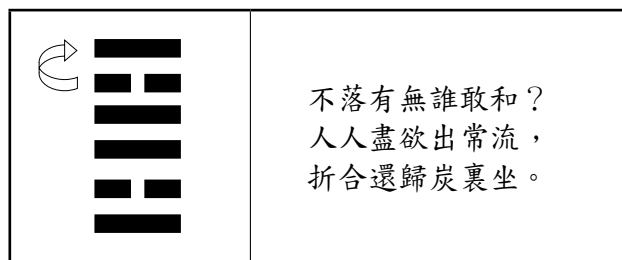 不落有無誰敢和？
人人盡欲出常流，
折合還歸炭裏坐。